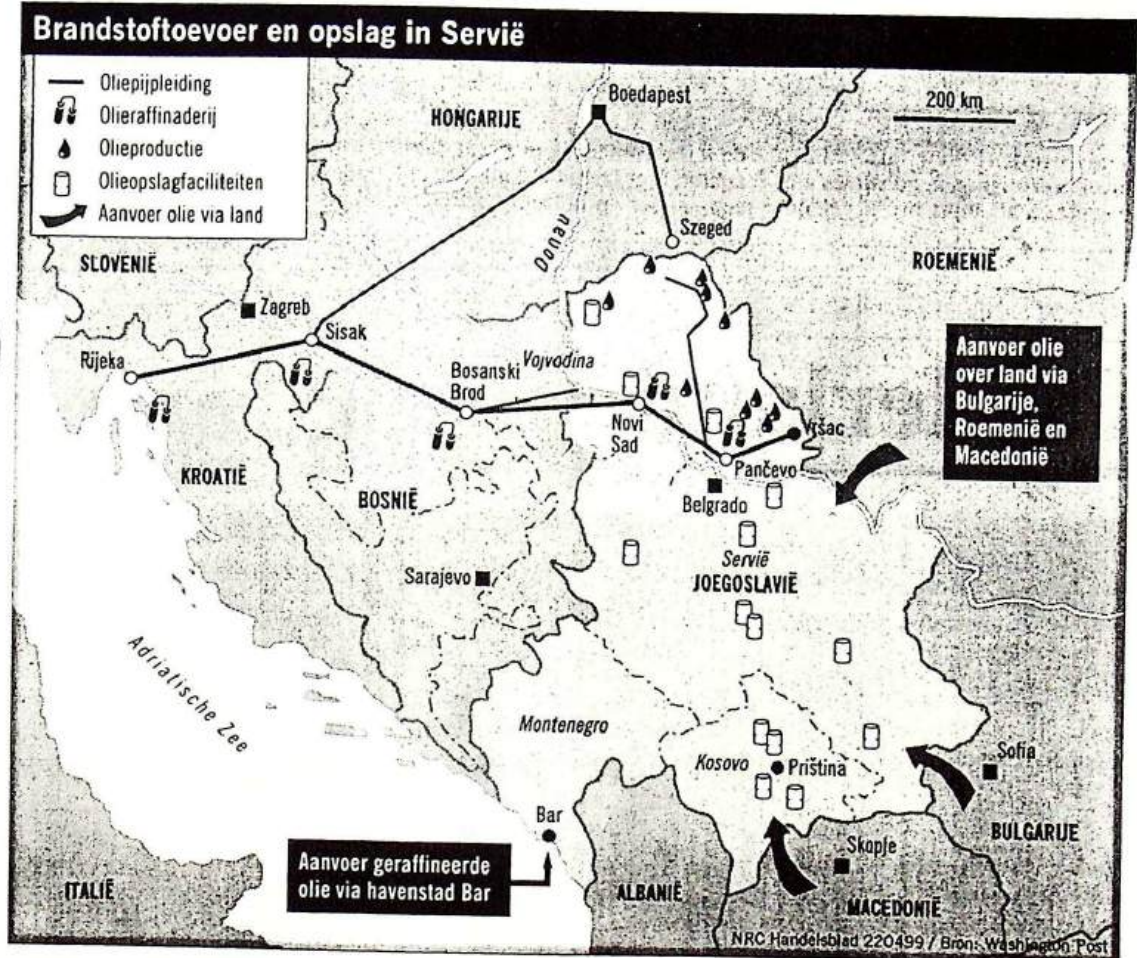 Brandstoftoevoer en opslag in Servië
Oliepijpleiding
Olieraffinaderij
Olieproductie
Olieopslagfaciliteiten
Aanvoer olie via land
200 km
Boedapest
HONGARIJE
Donau
Szeged
SLOVENIË
ROEMENIË
Zagreb
Sisak
Rijeka
Vojvodina
Bosanski
Brod
Novi
Sad
Vršac
Pančevo
Belgrado
Aanvoer olie
over land via
Bulgarije,
Roemenië en
Macedonië
KROATIË
BOSNIË
Servië
JOEGOSLAVIË
Sarajevo
Adriatische Zee
Montenegro
Kosovo
Priština
Sofia
BULGARIJE
Bar
Skopje
Aanvoer geraffineerde
olie via havenstad Bar
ITALIË
ALBANIË
MACEDONIË
NRC Handelsblad 220499 / Bron: Washington Post